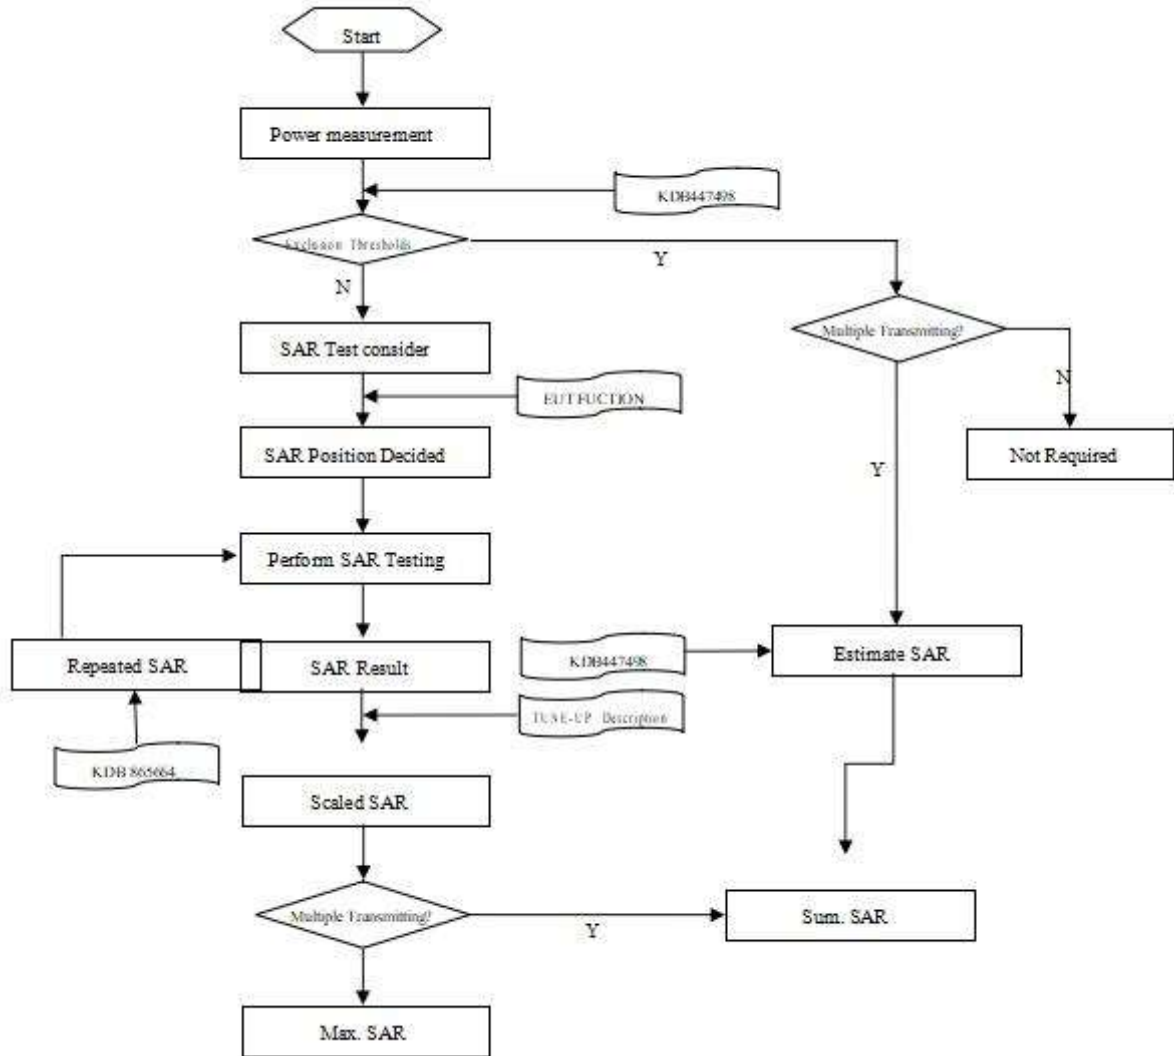 Start
Power measurement
KDB447498
Exclusion Thresholds
Y
N
Multiple Transmitting?
SAR Test consider
N
EUT FUCTION
SAR Position Decided
Not Required
Y
Perform SAR Testing
Repeated SAR
SAR Result
KDB447498
Estimate SAR
TUNE-UP Description
KDB 865664
Scaled SAR
Multiple Transmitting?
Y
Sum. SAR
Max. SAR